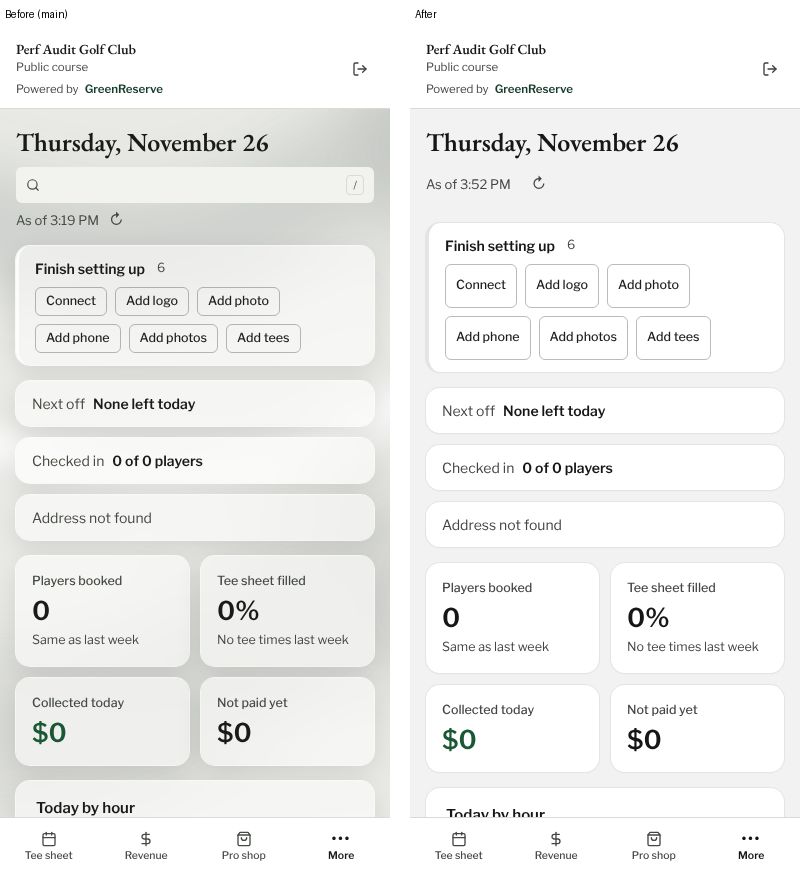 Before (main)
Perf Audit Golf Club
Public course
Powered by GreenReserve
Thursday, November 26
/
As of 3:19 PM
Finish setting up 6
Connect Add logo Add photo
Add phone Add photos Add tees
Next off None left today
Checked in 0 of 0 players
Address not found
Players booked
0
Same as last week
Tee sheet filled
0%
No tee times last week
Collected today
$0
Not paid yet
$0
Today by hour
Tee sheet Revenue Pro shop More
After
Perf Audit Golf Club
Public course
Powered by GreenReserve
Thursday, November 26
As of 3:52 PM
Finish setting up 6
Connect Add logo Add photo
Add phone Add photos Add tees
Next off None left today
Checked in 0 of 0 players
Address not found
Players booked
0
Same as last week
Tee sheet filled
0%
No tee times last week
Collected today
$0
Not paid yet
$0
Today by hour
Tee sheet Revenue Pro shop More